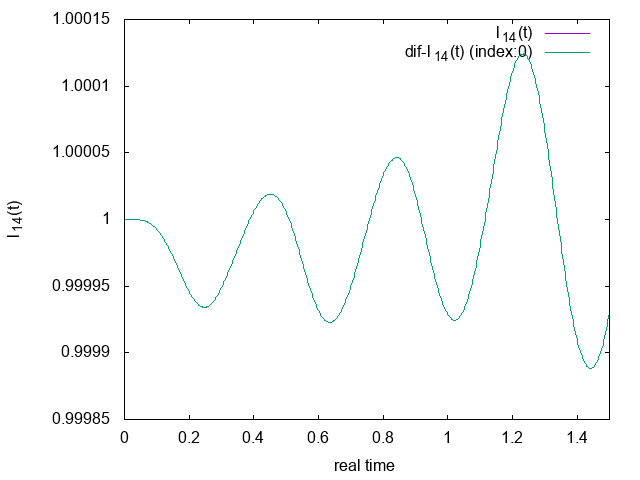 1.00015
I14(t)
dif-I14(t) (index:0)
1.0001
1.00005
1
0.99995
0.9999
0.99985
I14(t)
0 0.2 0.4 0.6 0.8 1 1.2 1.4
real time